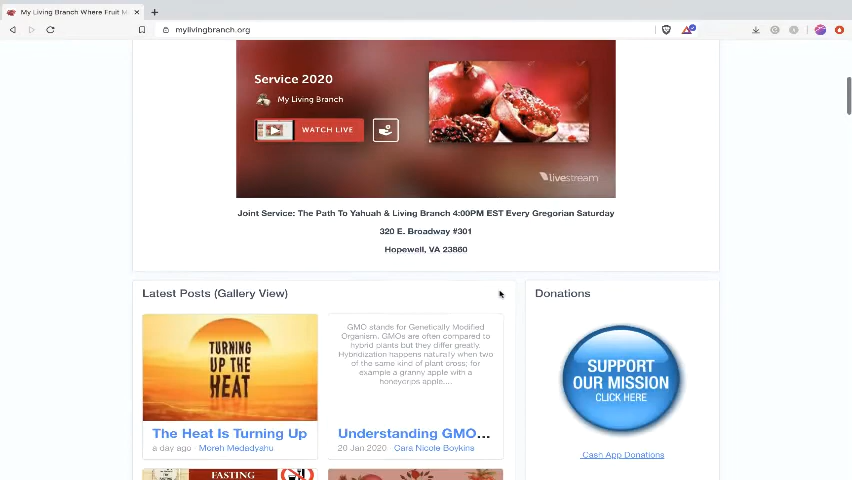 My Living Branch Where Fruit M
mylivingbranch.org
Service 2020
My Living Branch
WATCH LIVE
livestream
Joint Service: The Path To Yahuah & Living Branch 4:00PM EST Every Gregorian Saturday
320 E. Broadway #301
Hopewell, VA 23860
Latest Posts (Gallery View)
Donations
TURNING
UP THE
HEAT
The Heat Is Turning Up
a day ago · Moreh Medadyahu
GMO stands for Genetically Modified
Organism. GMOs are often compared to
hybrid plants but they differ greatly.
Hybridization happens naturally when two
of the same kind of plant cross; for
example a granny apple with a
honeycrips apple....
Understanding GMO...
20 Jan 2020 · Cara Nicole Boykins
SUPPORT
OUR MISSION
CLICK HERE
Cash App Donations
FASTING